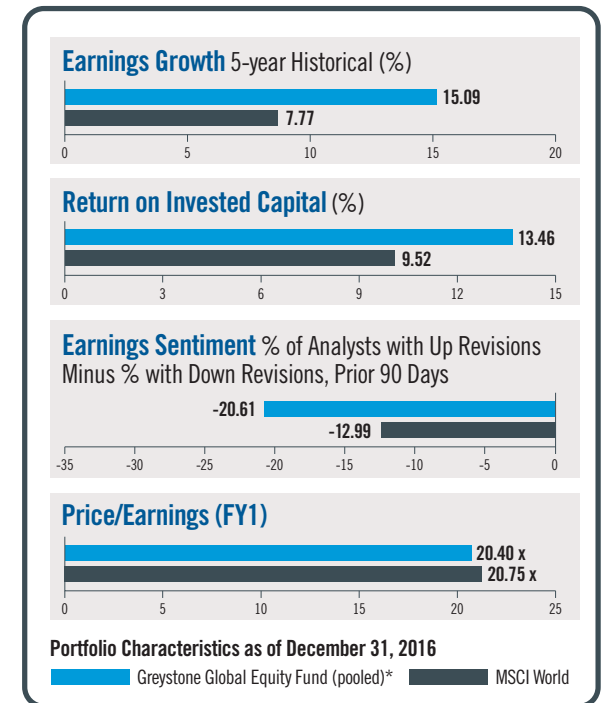 Earnings Growth 5-year Historical (%)
15.09
7.77
0 5 10 15 20
Return on Invested Capital (%)
13.46
9.52
0 3 6 9 12 15
Earnings Sentiment % of Analysts with Up Revisions
Minus % with Down Revisions, Prior 90 Days
-20.61
-12.99
-35 -30 -25 -20 -15 -10 -5 0
Price/Earnings (FY1)
20.40 x
20.75 x
0 5 10 15 20 25
Portfolio Characteristics as of December 31, 2016
Greystone Global Equity Fund (pooled)* MSCI World